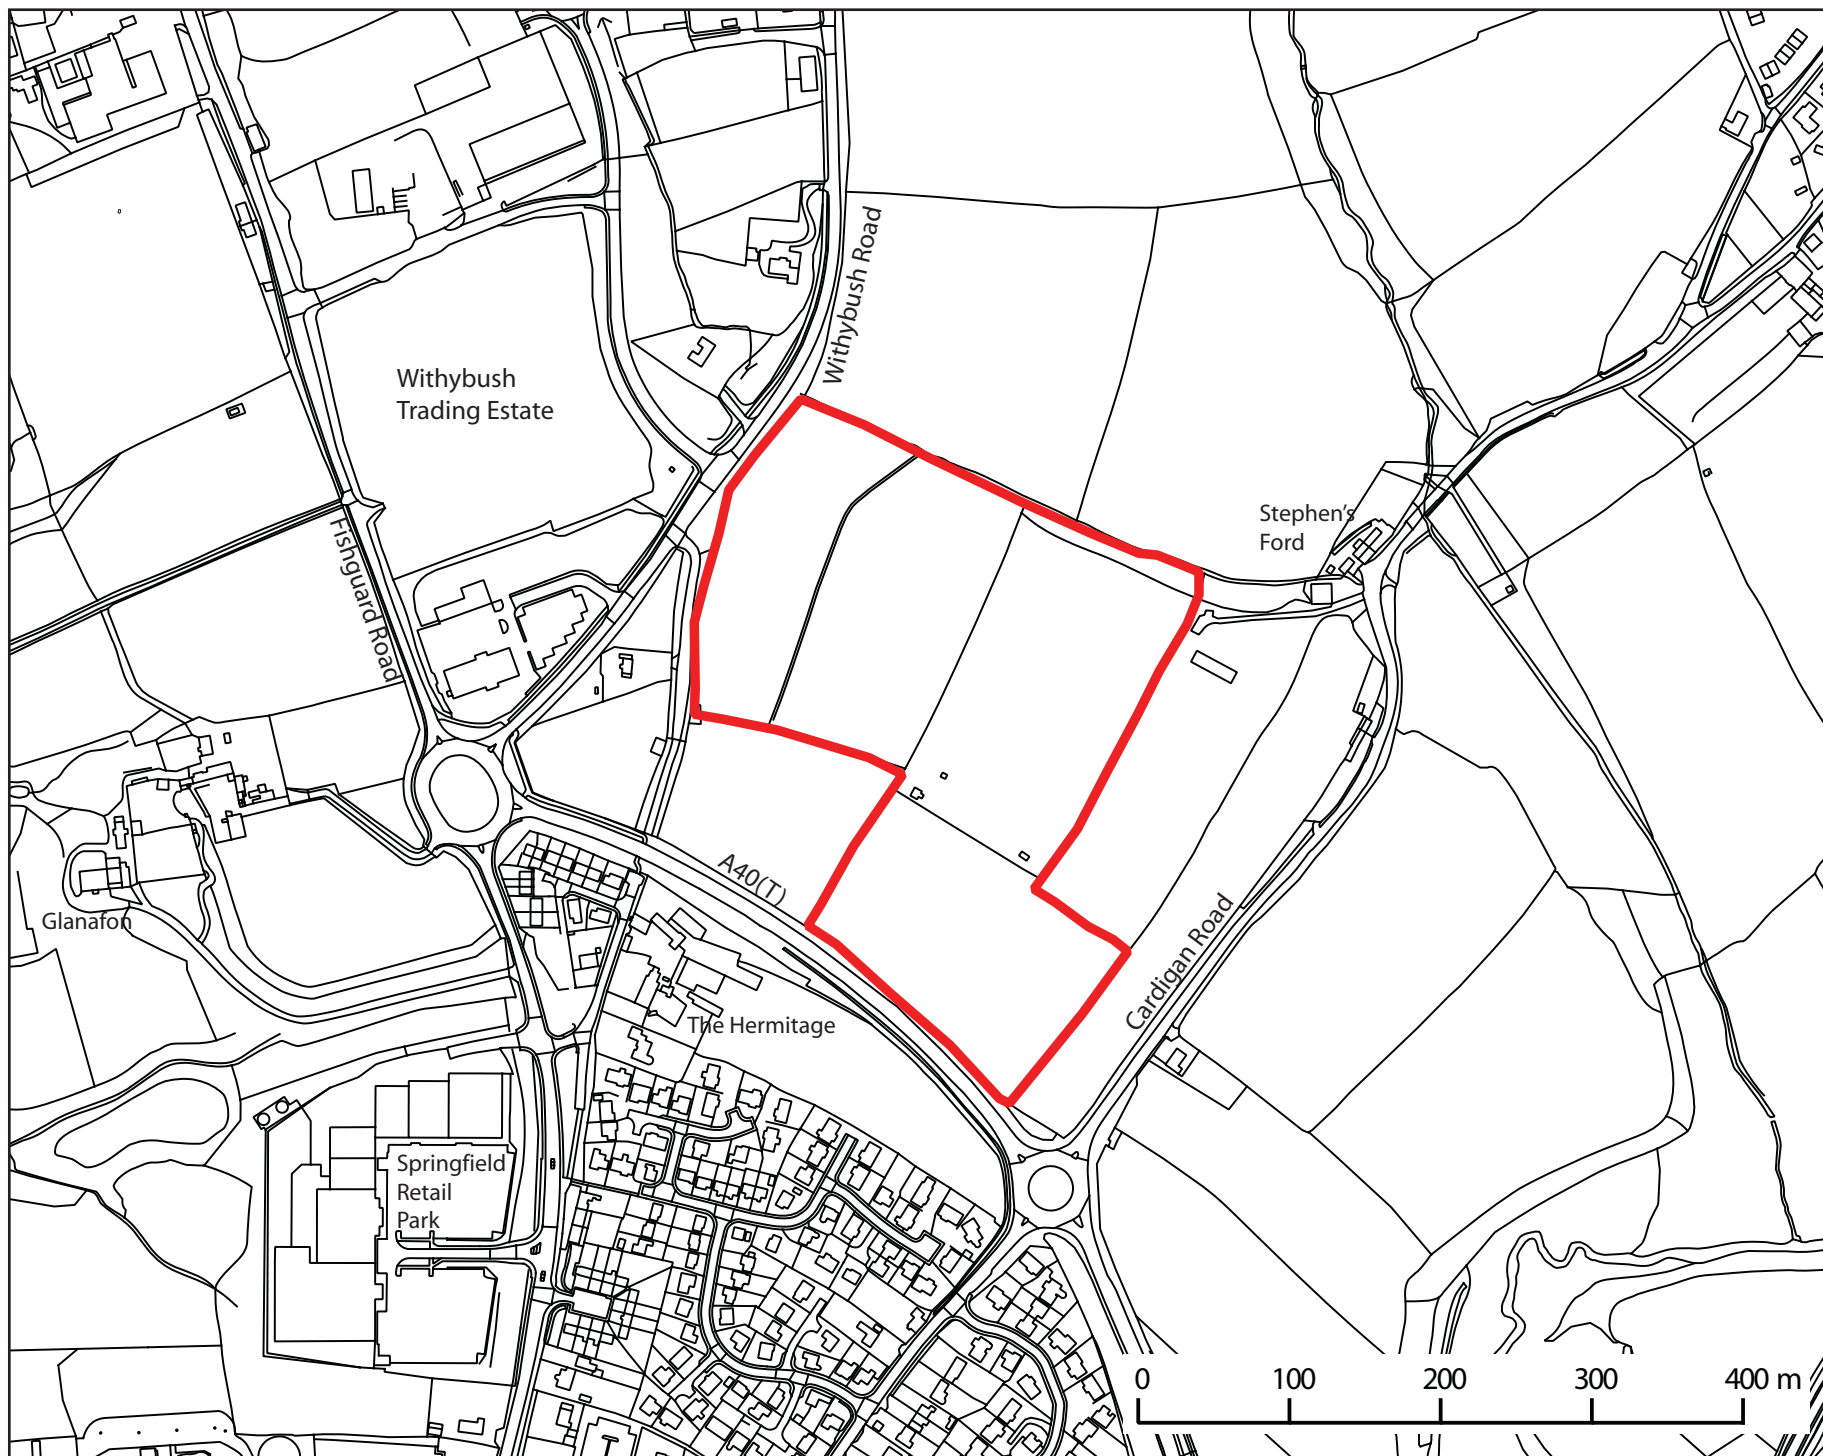 Withybush Road
Withybush
Trading Estate
Stephen's
Ford
Fishguard Road
A40(T)
Glanafon
Cardigan Road
The Hermitage
Springfield
Retail
Park
0 100 200 300 400 m